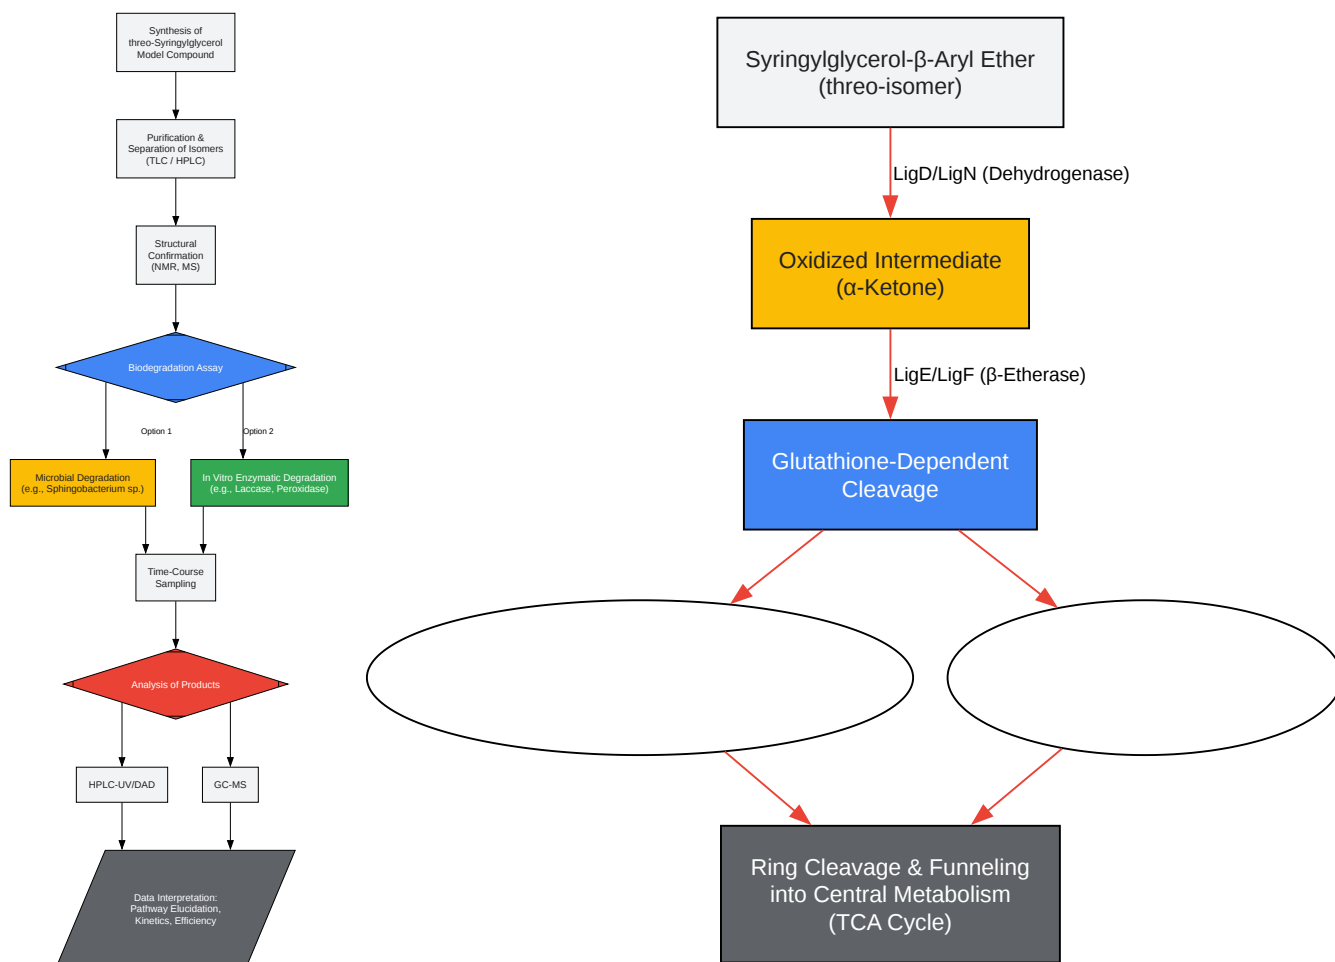 Synthesis of
threo-Syringylglycerol
Model Compound
Purification &
Separation of Isomers
(TLC / HPLC)
Structural
Confirmation
(NMR, MS)
Biodegradation Assay
Option 1
Option 2
Microbial Degradation
(e.g., Sphingobacterium sp.)
In Vitro Enzymatic Degradation
(e.g., Laccase, Peroxidase)
Time-Course
Sampling
Analysis of Products
HPLC-UV/DAD
GC-MS
Data Interpretation:
Pathway Elucidation,
Kinetics, Efficiency
Syringylglycerol-β-Aryl Ether
(threo-isomer)
LigD/LigN (Dehydrogenase)
Oxidized Intermediate
(α-Ketone)
LigE/LigF (β-Etherase)
Glutathione-Dependent
Cleavage
Ring Cleavage & Funneling
into Central Metabolism
(TCA Cycle)